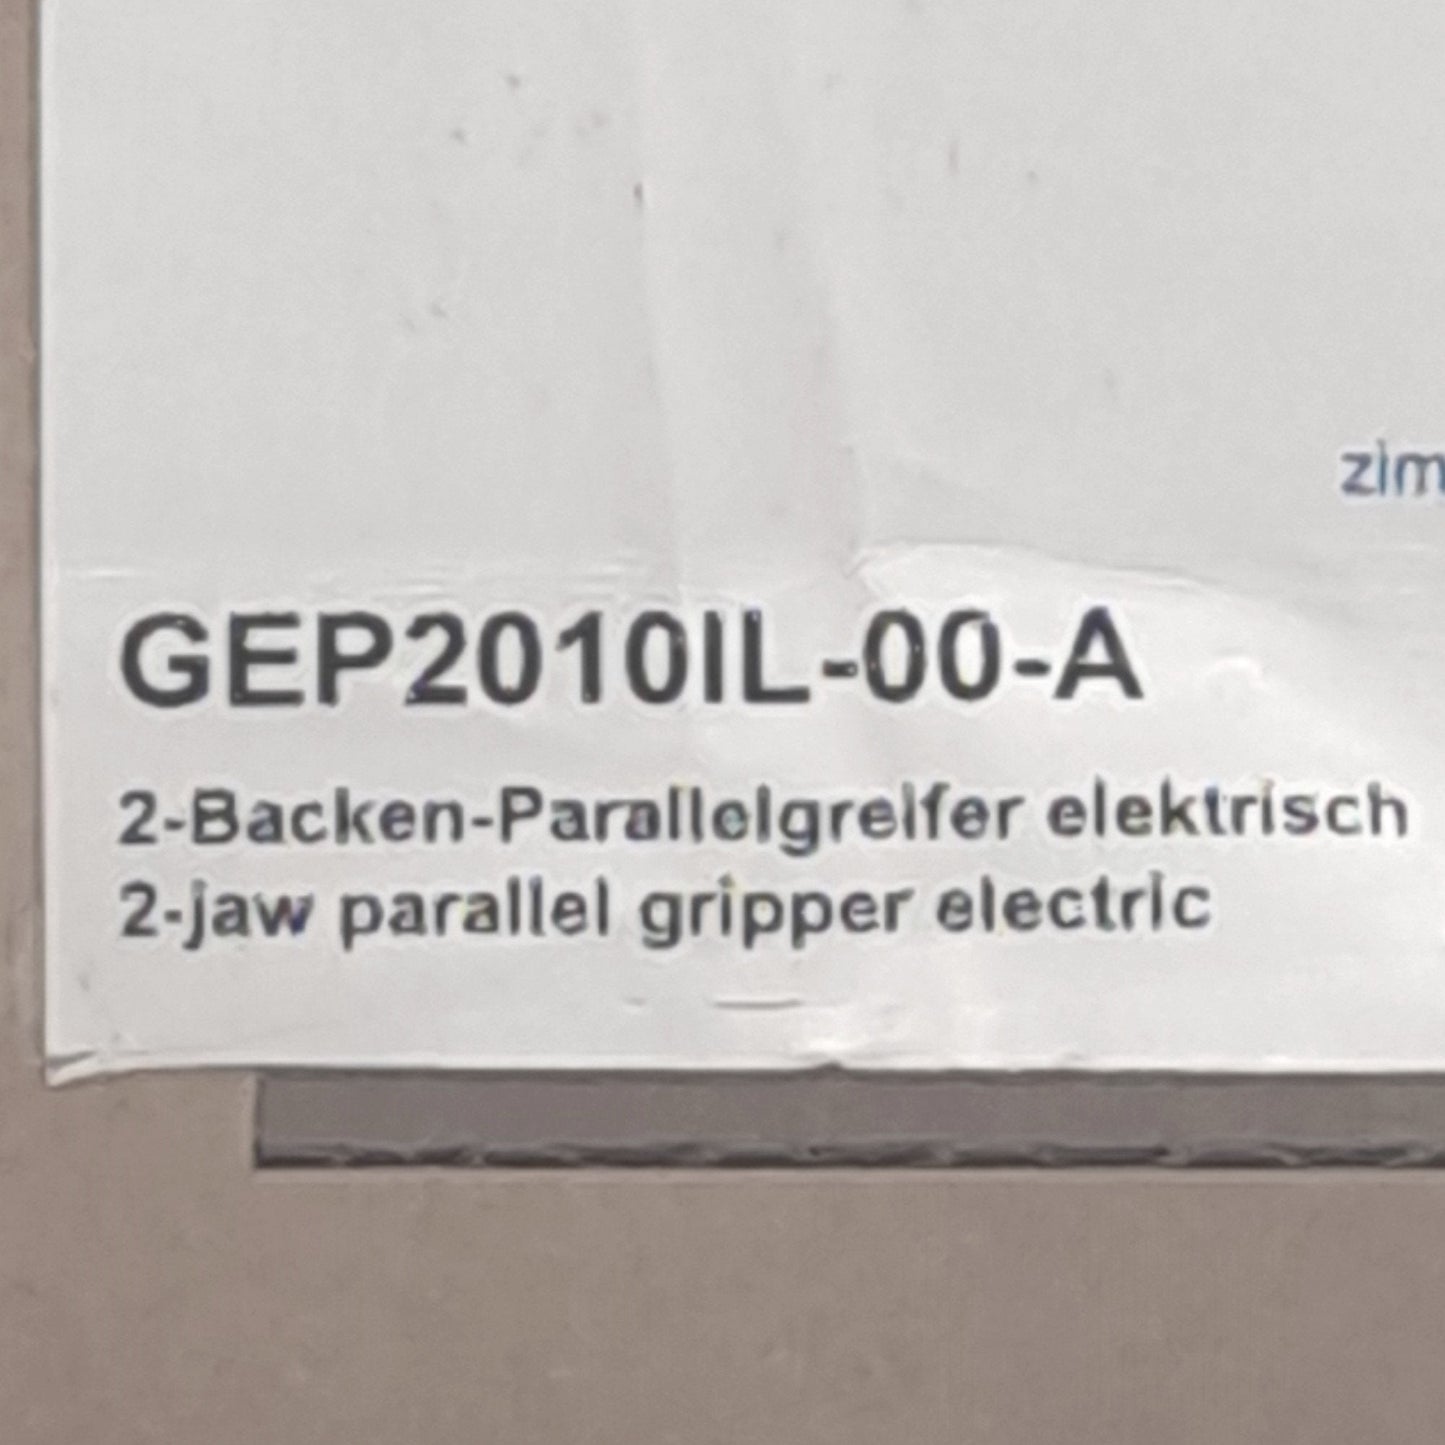 zim
GEP2010IL-00-A
2-Backen-Parallelgreifer elektrisch
2-jaw parallel gripper electric